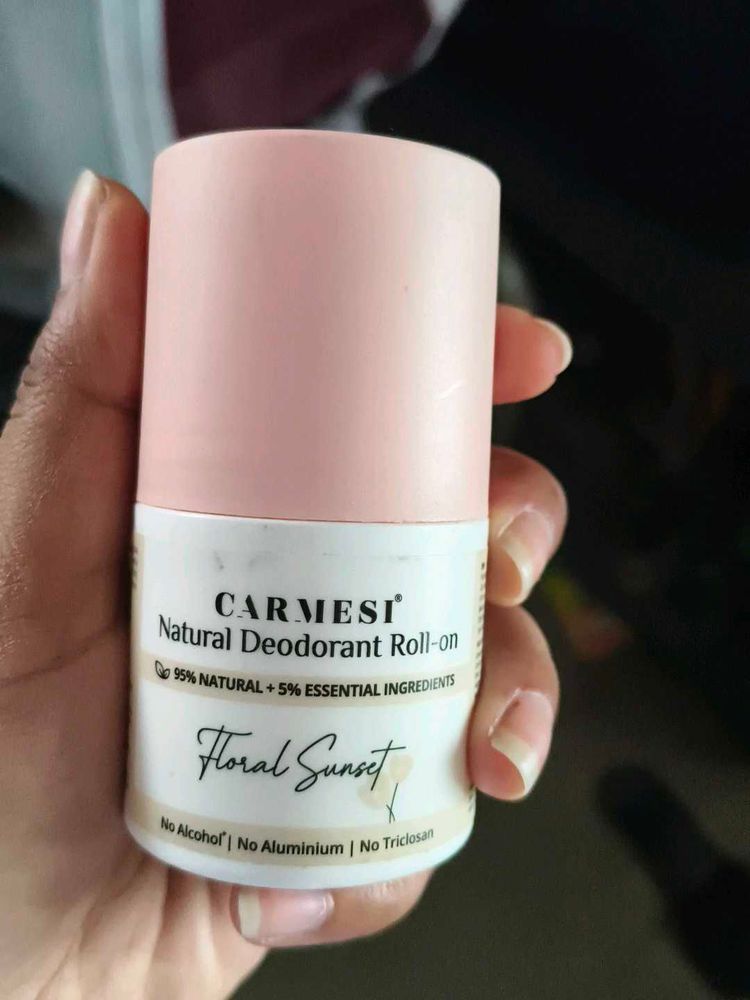 CARMESI®
Natural Deodorant Roll-on
95% NATURAL + 5% ESSENTIAL INGREDIENTS
Floral Sunset
No Alcohol* | No Aluminium | No Triclosan